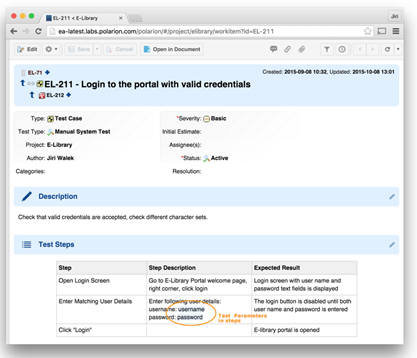 EL-211 < E-Library
Jiri
ea-latest.labs.polarion.com/polarion/#/project/elibrary/workitem?id=EL-211
Edit Save Cancel Open in Document
EL-71
Created: 2015-09-08 10:32, Updated: 2015-10-08 13:01
EL-211 - Login to the portal with valid credentials
EL-212
Type: Test Case *Severity: Basic
Test Type: Manual System Test Initial Estimate:
Project: E-Library Assignee(s):
Author: Jiri Walek *Status: Active
Categories: Resolution:
Description
Check that valid credentials are accepted, check different character sets.
Test Steps
Step Step Description Expected Result
Open Login Screen Go to E-Library Portal welcome page, Login screen with user name and
right corner, click login password text fields is displayed
Enter Matching User Details Enter following user details: The login button is disabled until both
username: username user name and password is entered
password: password
Test Parameters
in steps
Click "Login" E-library portal is opened